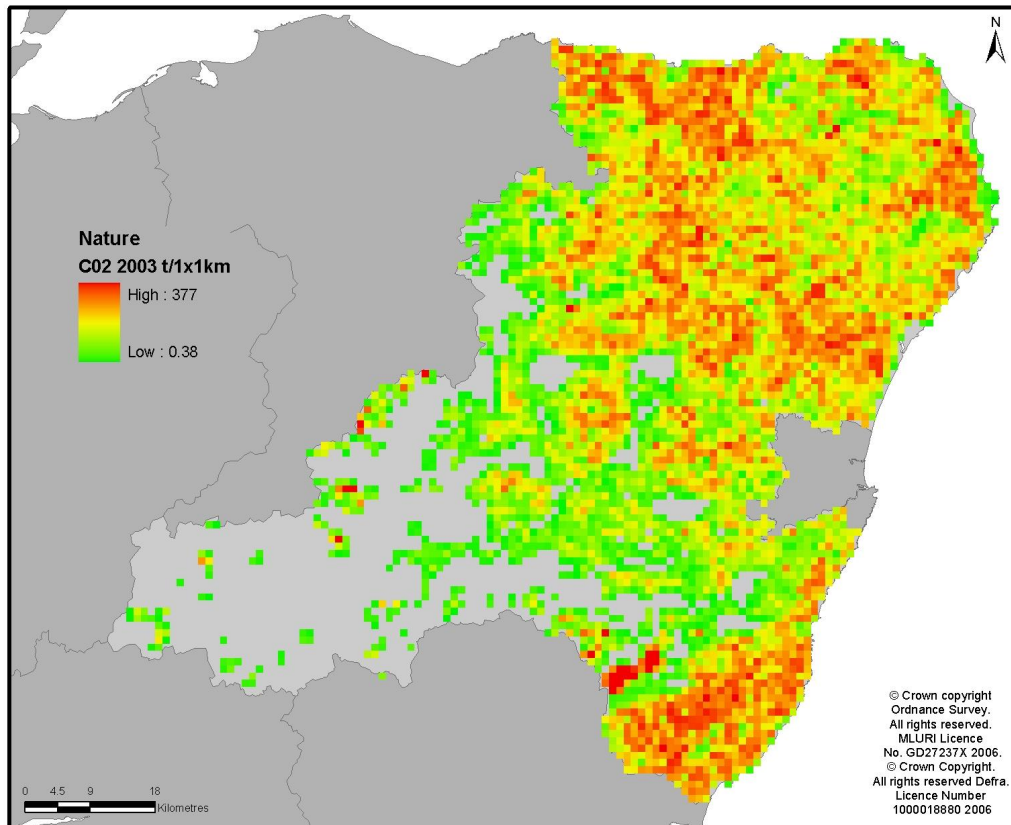 N
Nature
C02 2003 t/1x1km
High : 377
Low : 0.38
0 4.5 9 18
Kilometres
© Crown copyright
Ordnance Survey.
All rights reserved.
MLURI Licence
No. GD27237X 2006.
© Crown Copyright.
All rights reserved Defra.
Licence Number
1000018880 2006